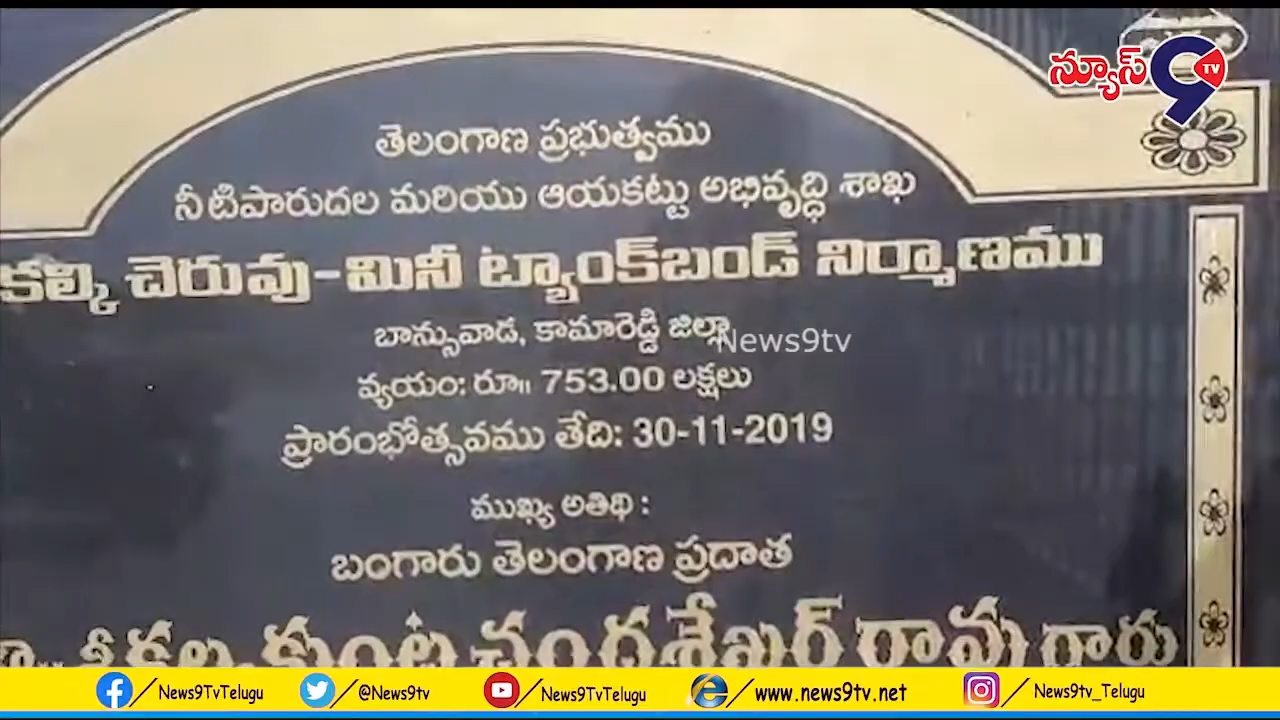 న్యూస్ 9 TV
తెలంగాణ ప్రభుత్వము
నీటిపారుదల మరియు ఆయకట్టు అభివృద్ధి శాఖ
కల్కి చెరువు-మినీ ట్యాంక్‌బండ్ నిర్మాణము
బాన్సువాడ, కామారెడ్డి జిల్లా
News9tv
వ్యయం: రూ॥ 753.00 లక్షలు
ప్రారంభోత్సవము తేది: 30-11-2019
ముఖ్య అతిథి :
బంగారు తెలంగాణ ప్రదాత
కల్వకుంట్ల చంద్రశేఖర్ రావు గారు
News9TvTelugu @News9tv News9TvTelugu www.news9tv.net News9tv_Telugu